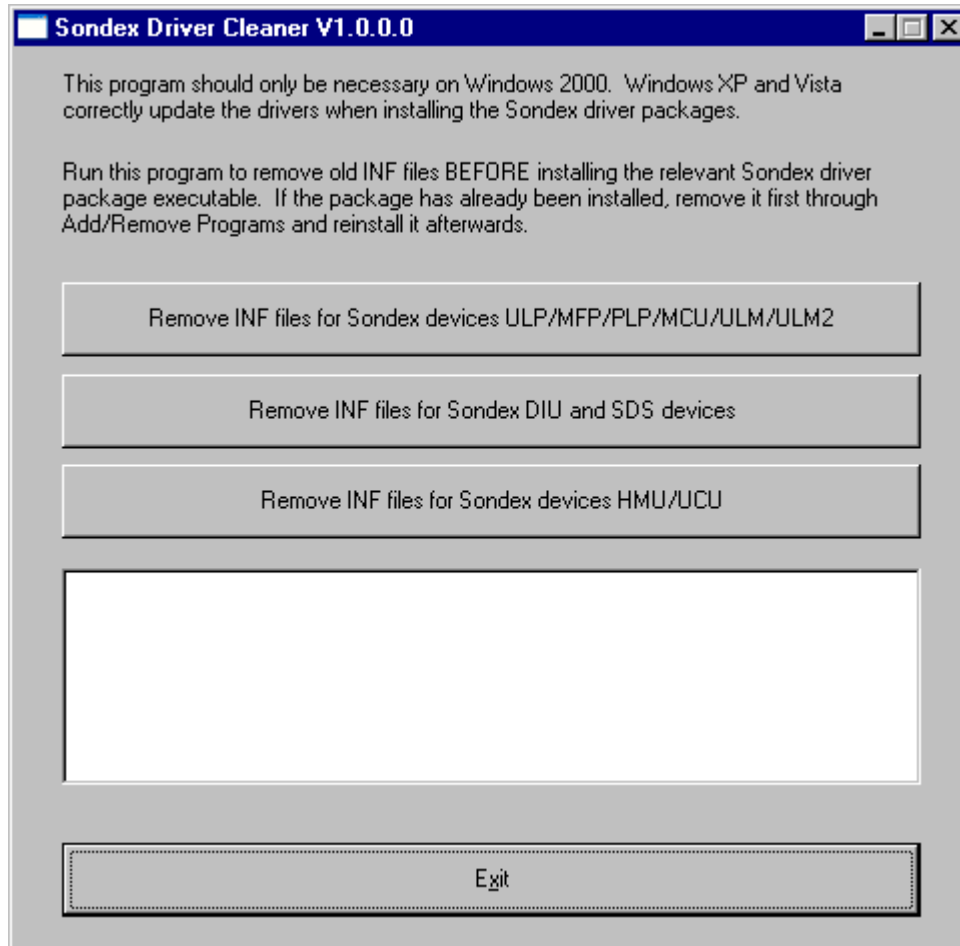 Sondex Driver Cleaner V1.0.0.0
This program should only be necessary on Windows 2000.  Windows XP and Vista
correctly update the drivers when installing the Sondex driver packages.
Run this program to remove old INF files BEFORE installing the relevant Sondex driver
package executable.  If the package has already been installed, remove it first through
Add/Remove Programs and reinstall it afterwards.
Remove INF files for Sondex devices ULP/MFP/PLP/MCU/ULM/ULM2
Remove INF files for Sondex DIU and SDS devices
Remove INF files for Sondex devices HMU/UCU
Exit